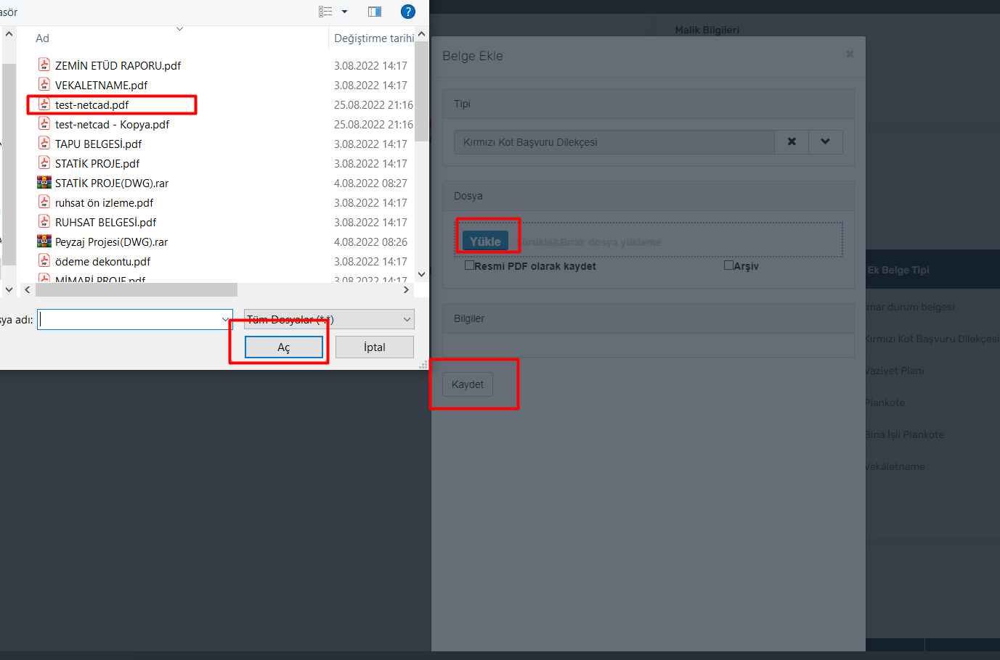 asör
Ad
Değiştirme tarihi
ZEMİN ETÜD RAPORU.pdf
3.08.2022 14:17
VEKALETNAME.pdf
3.08.2022 14:17
test-netcad.pdf
25.08.2022 21:16
test-netcad - Kopya.pdf
25.08.2022 21:16
TAPU BELGESİ.pdf
3.08.2022 14:17
STATİK PROJE.pdf
3.08.2022 14:17
STATİK PROJE(DWG).rar
4.08.2022 08:27
ruhsat ön izleme.pdf
3.08.2022 14:17
RUHSAT BELGESİ.pdf
3.08.2022 14:17
Peyzaj Projesi(DWG).rar
4.08.2022 08:26
ödeme dekontu.pdf
3.08.2022 14:17
MİMARİ PROJE.pdf
3.08.2022 14:17
sya adı:
Tüm Dosyalar (*.*)
Aç
İptal
Malik Bilgileri
Belge Ekle
Tipi
Kırmızı Kot Başvuru Dilekçesi
Dosya
Yükle
Sürükle&Bırak dosya yükleme
Resmi PDF olarak kaydet
Arşiv
Bilgiler
Kaydet
Ek Belge Tipi
mar durum belgesi
Kırmızı Kot Başvuru Dilekçesi
Vaziyet Planı
Plankote
Bina İşli Plankote
Vekâletname